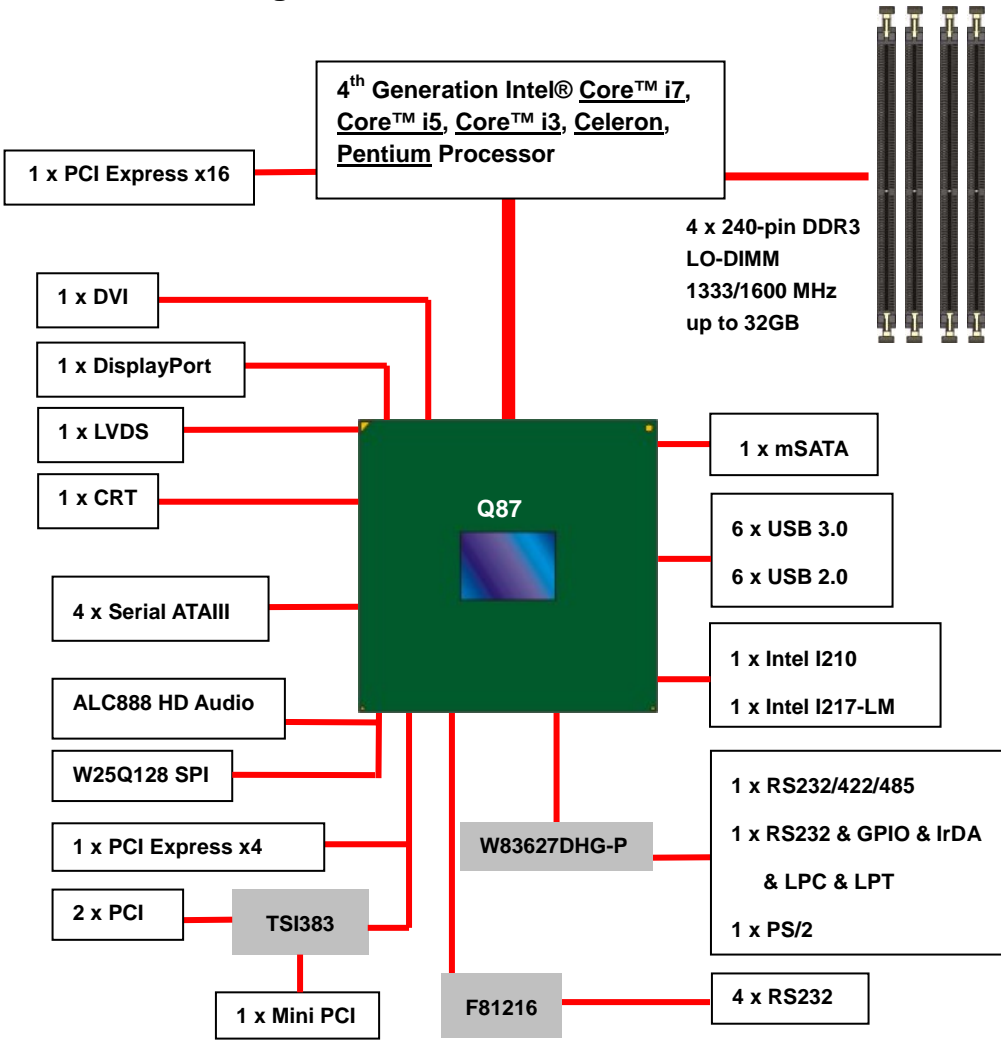 4th Generation Intel® Core™ i7,
Core™ i5, Core™ i3, Celeron,
Pentium Processor
1 x PCI Express x16
4 x 240-pin DDR3
LO-DIMM
1333/1600 MHz
up to 32GB
1 x DVI
1 x DisplayPort
1 x LVDS
1 x CRT
Q87
1 x mSATA
6 x USB 3.0
6 x USB 2.0
4 x Serial ATAIII
1 x Intel I210
1 x Intel I217-LM
ALC888 HD Audio
W25Q128 SPI
1 x PCI Express x4
2 x PCI
TSI383
1 x Mini PCI
W83627DHG-P
1 x RS232/422/485
1 x RS232 & GPIO & IrDA
& LPC & LPT
1 x PS/2
F81216
4 x RS232